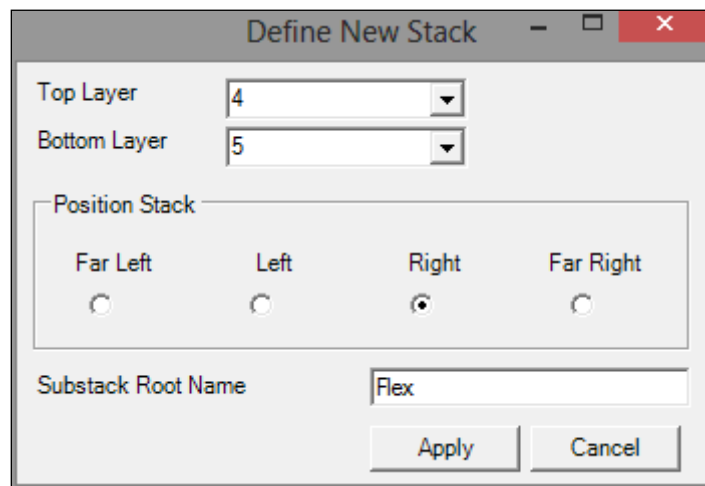 Define New Stack
Top Layer 4
Bottom Layer 5
Position Stack
Far Left Left Right Far Right
Substack Root Name Flex
Apply Cancel